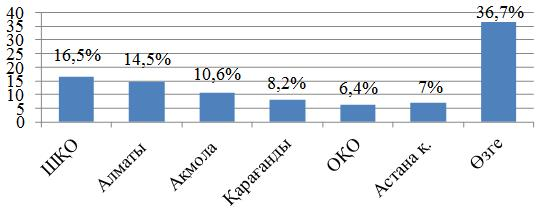 40
35
30
25
20
15
10
5
0
16,5%
14,5%
10,6%
8,2%
6,4%
7%
36,7%
ШҚО
Алматы
Ақмола
Қарағанды
ОҚО
Астана қ.
Өзге